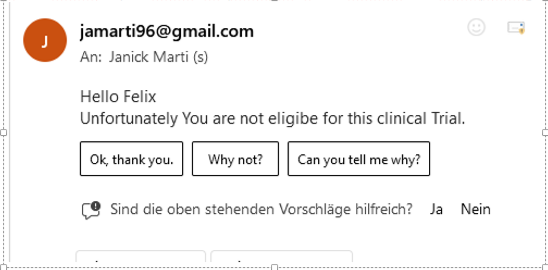 J
jamarti96@gmail.com
An: Janick Marti (s)
Hello Felix
Unfortunately You are not eligibe for this clinical Trial.
Ok, thank you. Why not? Can you tell me why?
Sind die oben stehenden Vorschläge hilfreich? Ja Nein